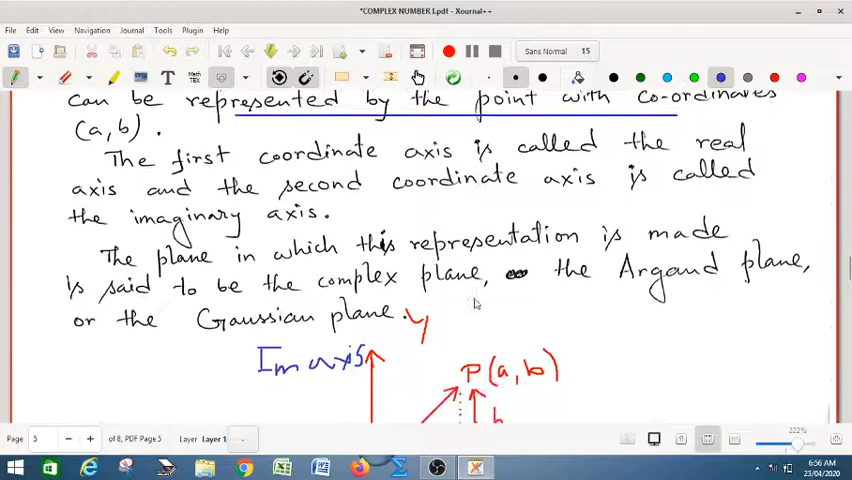 *COMPLEX NUMBER I.pdf - Xournal++
File Edit View Navigation Journal Tools Plugin Help
Sans Normal 15
can be represented by the point with co-ordinates
(a, b).
The first coordinate axis is called the real
axis and the second coordinate axis is called
the imaginary axis.
The plane in which this representation is made
is said to be the complex plane, the Argand plane,
or the Gaussian plane.
y
Im axis
P(a, b)
b
Page 5 of 8, PDF Page 5 Layer Layer 1 222%
6:56 AM
23/04/2020